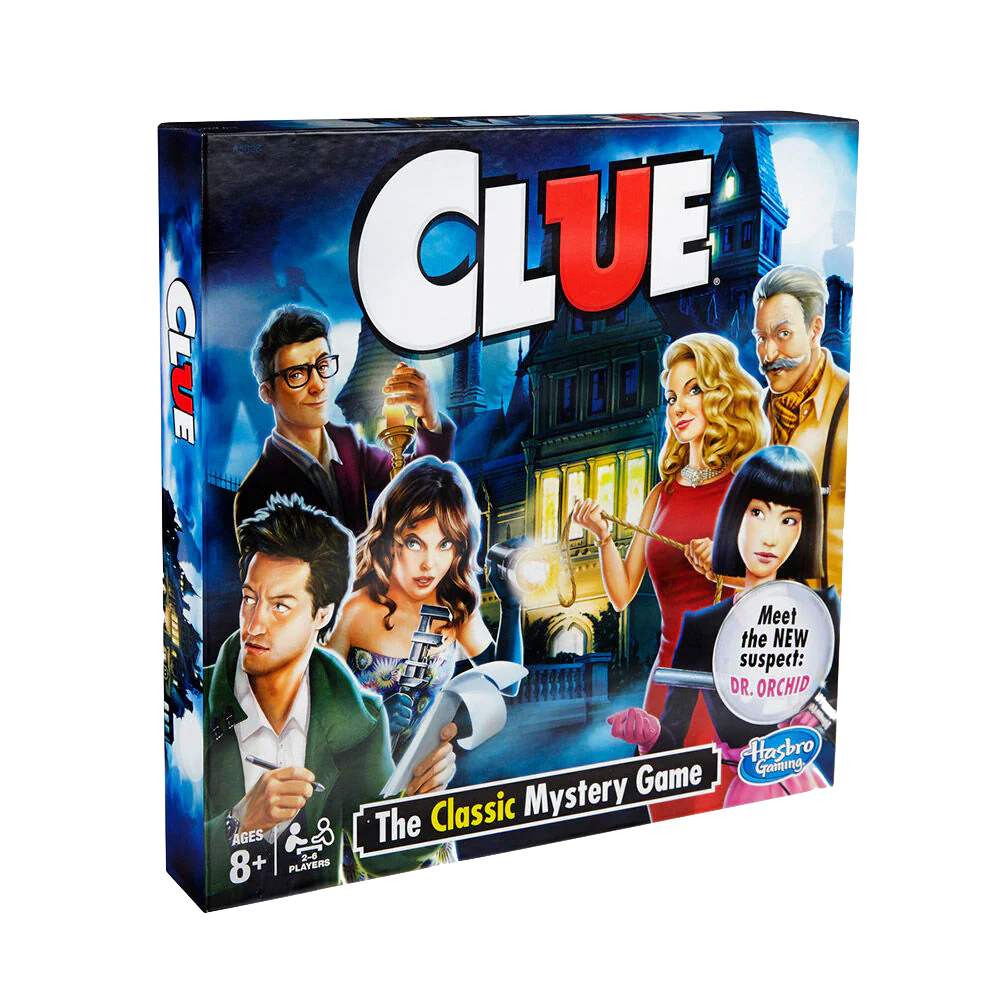 CLUE
CLUE
Meet
the NEW
suspect:
DR. ORCHID
Hasbro
Gaming
The Classic Mystery Game
AGES
8+
2-6
PLAYERS